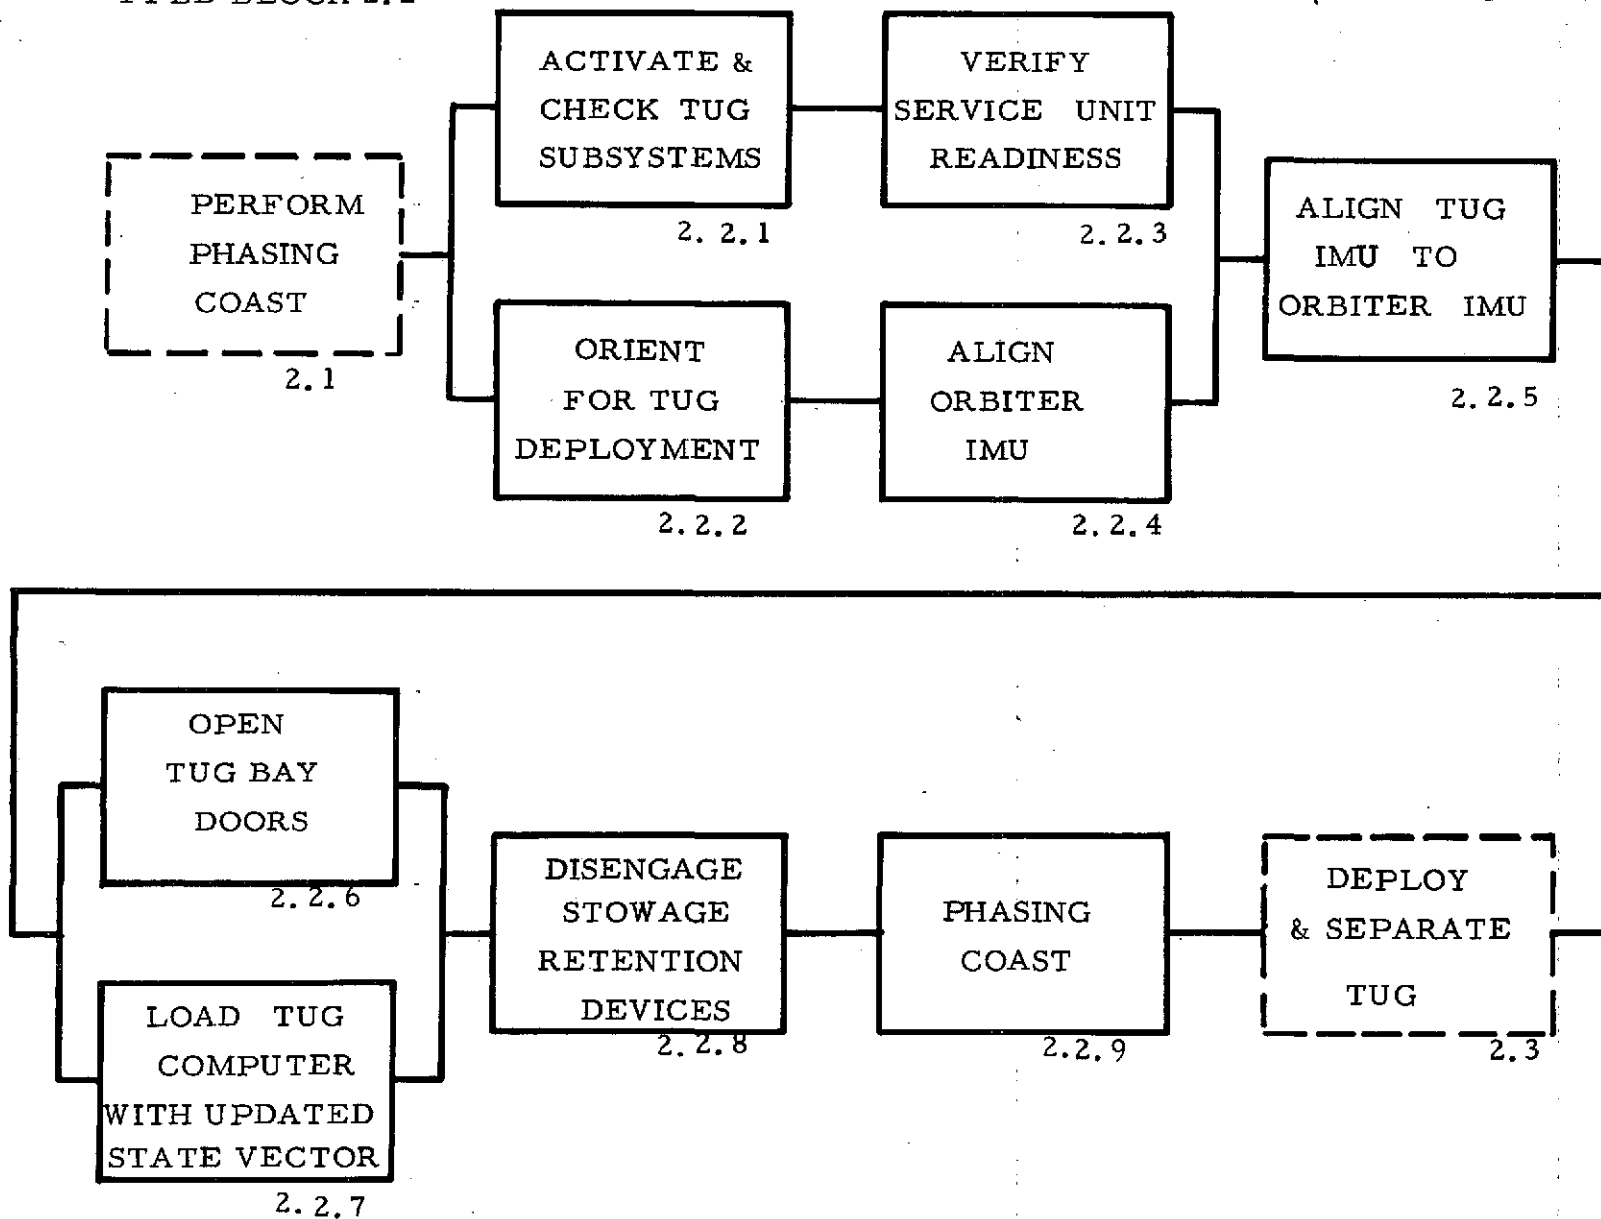 ACTIVATE &
CHECK TUG
SUBSYSTEMS
2.2.1
VERIFY
SERVICE UNIT
READINESS
2.2.3
PERFORM
PHASING
COAST
2.1
ALIGN TUG
IMU TO
ORBITER IMU
2.2.5
ORIENT
FOR TUG
DEPLOYMENT
2.2.2
ALIGN
ORBITER
IMU
2.2.4
OPEN
TUG BAY
DOORS
2.2.6
LOAD TUG
COMPUTER
WITH UPDATED
STATE VECTOR
2.2.7
DISENGAGE
STOWAGE
RETENTION
DEVICES
2.2.8
PHASING
COAST
2.2.9
DEPLOY
& SEPARATE
TUG
2.3